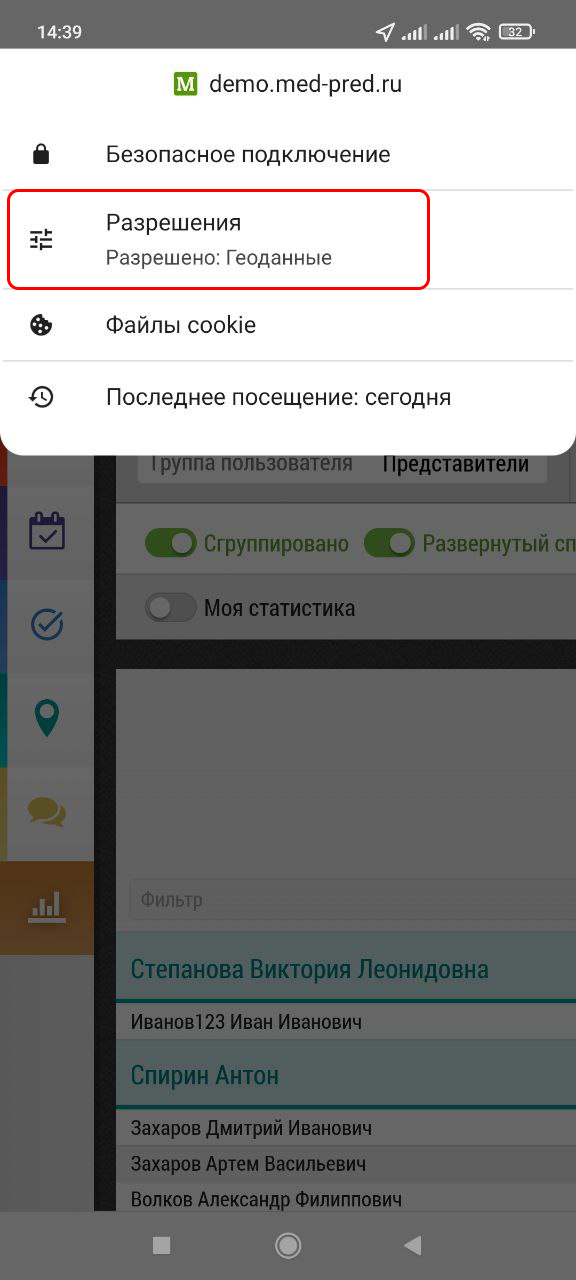 14:39
32
M demo.med-pred.ru
Безопасное подключение
Разрешения
Разрешено: Геоданные
Файлы cookie
Последнее посещение: сегодня
Группа пользователя Представители
Сгруппировано Развернутый сп
Моя статистика
Фильтр
Степанова Виктория Леонидовна
Иванов123 Иван Иванович
Спирин Антон
Захаров Дмитрий Иванович
Захаров Артем Васильевич
Волков Александр Филиппович